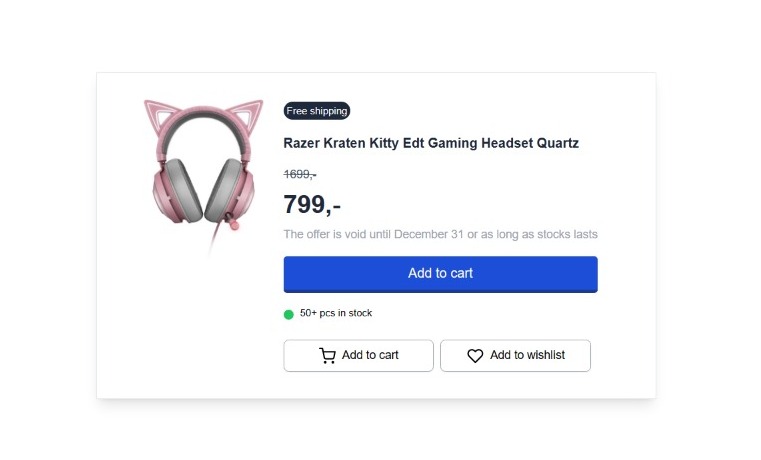 Free shipping
Razer Kraten Kitty Edt Gaming Headset Quartz
1699,-
799,-
The offer is void until December 31 or as long as stocks lasts
Add to cart
50+ pcs in stock
Add to cart
Add to wishlist